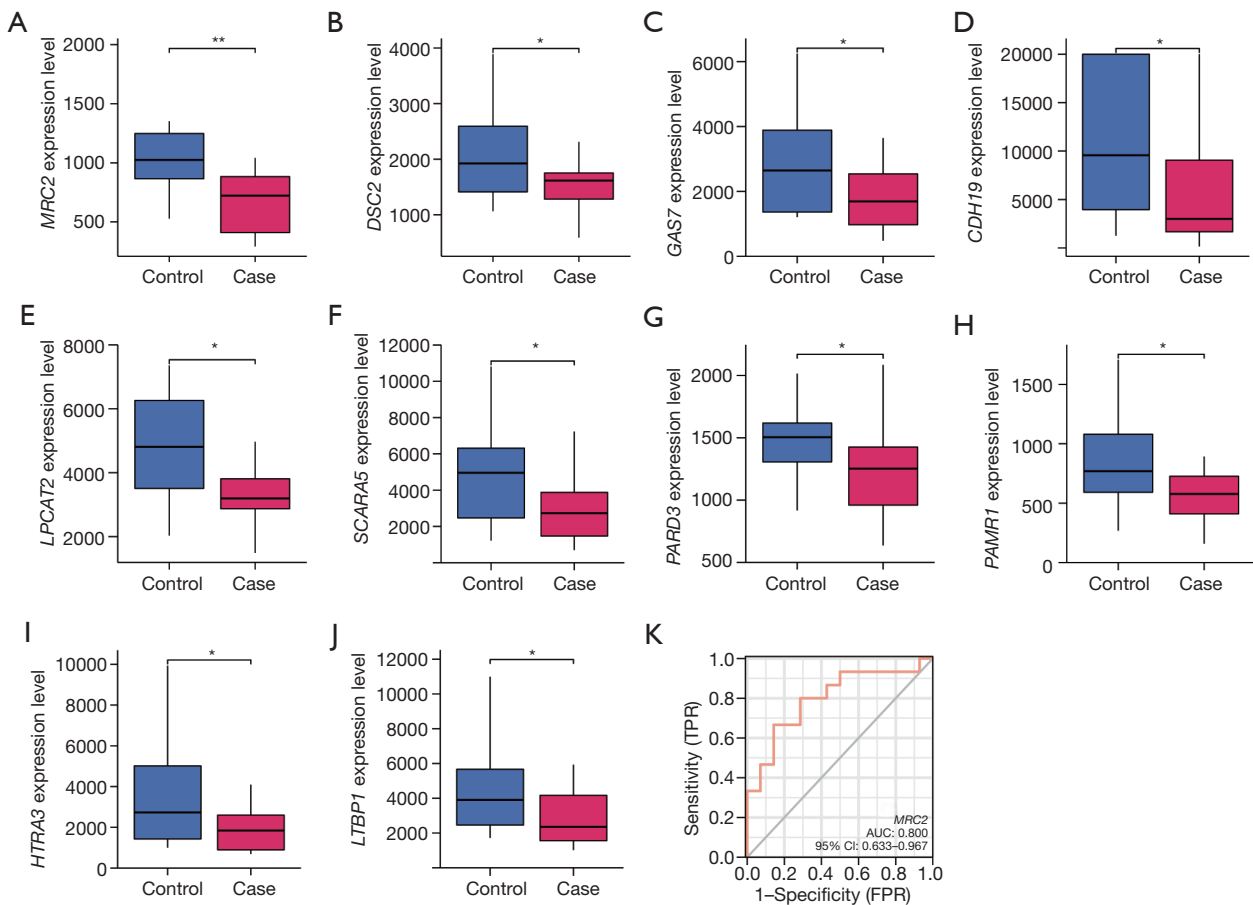 A
MRC2 expression level
2000
1500
1000
500
**
Control Case
B
DSC2 expression level
4000
3000
2000
1000
*
Control Case
C
GAS7 expression level
6000
4000
2000
0
*
Control Case
D
CDH19 expression level
20000
15000
10000
5000
*
Control Case
E
LPCAT2 expression level
8000
6000
4000
2000
*
Control Case
F
SCARA5 expression level
12000
10000
8000
6000
4000
2000
*
Control Case
G
PARD3 expression level
2000
1500
1000
500
*
Control Case
H
PAMR1 expression level
1500
1000
500
0
*
Control Case
I
HTRA3 expression level
10000
8000
6000
4000
2000
0
*
Control Case
J
LTBP1 expression level
12000
10000
8000
6000
4000
2000
*
Control Case
K
Sensitivity (TPR)
1.0
0.8
0.6
0.4
0.2
0.0
MRC2
AUC: 0.800
95% CI: 0.633–0.967
0.0 0.2 0.4 0.6 0.8 1.0
1–Specificity (FPR)